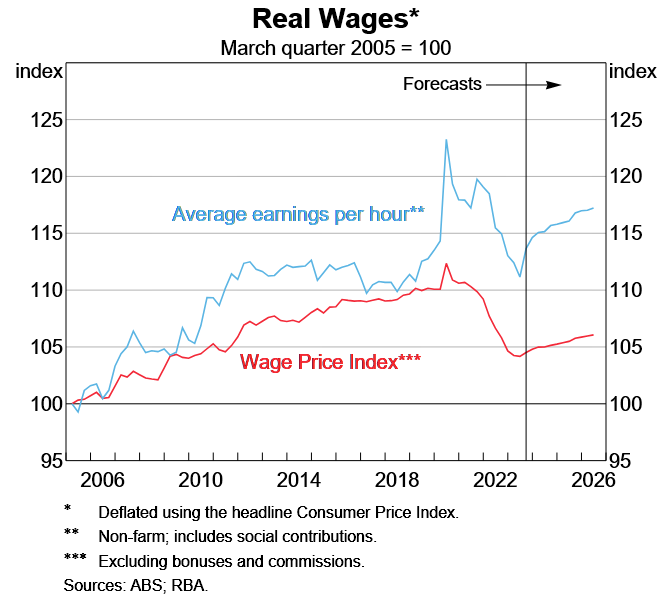 Real Wages*
March quarter 2005 = 100
index
index
Forecasts
125
125
120
120
Average earnings per hour**
115
115
110
110
105
105
Wage Price Index***
100
100
95
95
2006
2010
2014
2018
2022
2026
* Deflated using the headline Consumer Price Index.
** Non-farm; includes social contributions.
*** Excluding bonuses and commissions.
Sources: ABS; RBA.